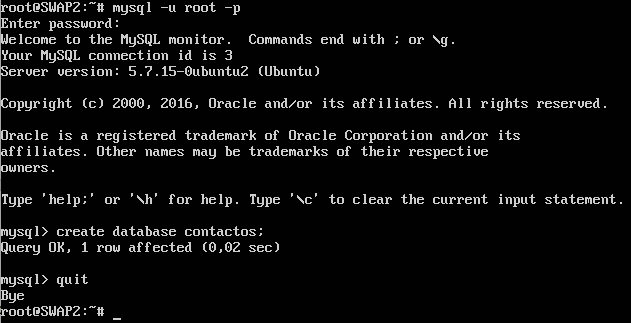 root@SWAP2:~# mysql -u root -p
Enter password:
Welcome to the MySQL monitor.  Commands end with ; or \g.
Your MySQL connection id is 3
Server version: 5.7.15-0ubuntu2 (Ubuntu)
Copyright (c) 2000, 2016, Oracle and/or its affiliates. All rights reserved.
Oracle is a registered trademark of Oracle Corporation and/or its
affiliates. Other names may be trademarks of their respective
owners.
Type 'help;' or '\h' for help. Type '\c' to clear the current input statement.
mysql> create database contactos;
Query OK, 1 row affected (0,02 sec)
mysql> quit
Bye
root@SWAP2:~# _